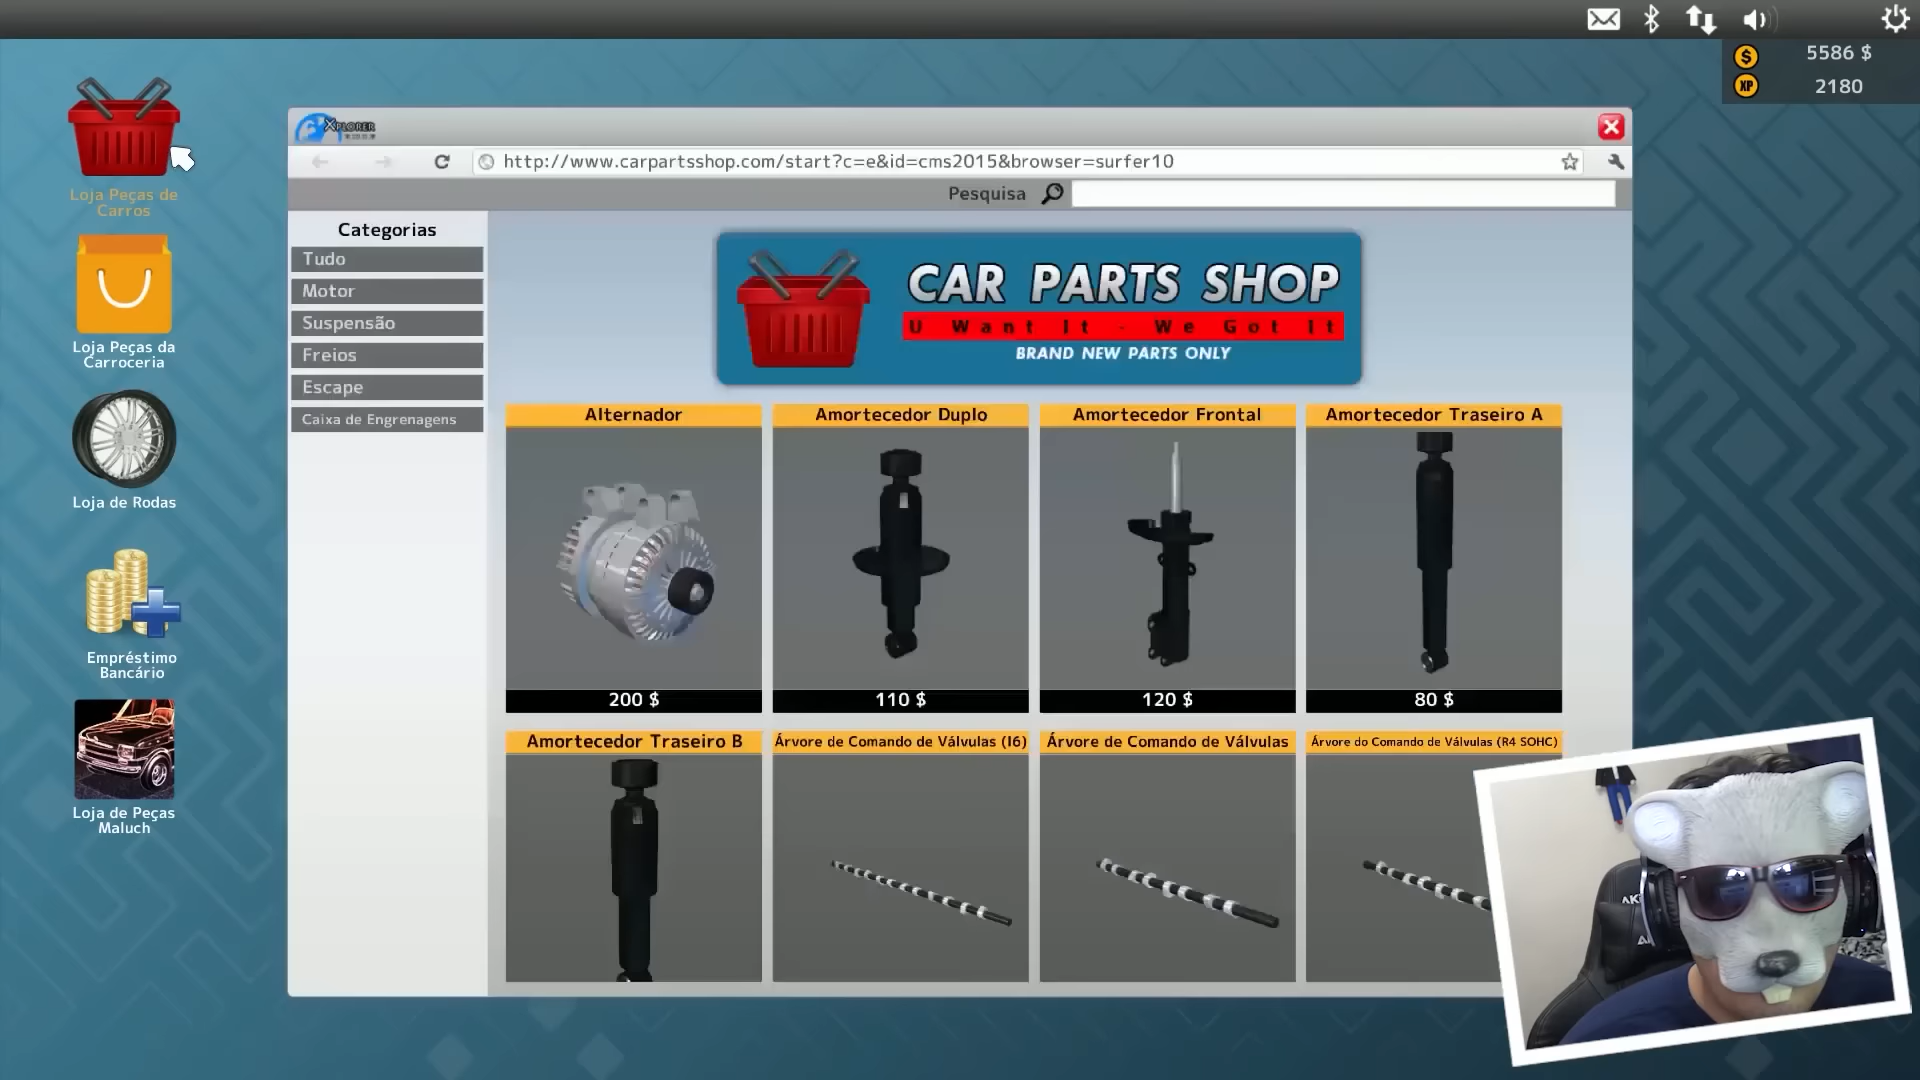 5586 $
XP
2180
Loja Peças de
Carros
Loja Peças da
Carroceria
Loja de Rodas
Empréstimo
Bancário
Loja de Peças
Maluch
XPLORER
http://www.carpartsshop.com/start?c=e&id=cms2015&browser=surfer10
Pesquisa
Categorias
Tudo
Motor
Suspensão
Freios
Escape
Caixa de Engrenagens
CAR PARTS SHOP
U Want It - We Got It
BRAND NEW PARTS ONLY
Alternador
Amortecedor Duplo
Amortecedor Frontal
Amortecedor Traseiro A
200 $
110 $
120 $
80 $
Amortecedor Traseiro B
Árvore de Comando de Válvulas (I6)
Árvore de Comando de Válvulas
Árvore do Comando de Válvulas (R4 SOHC)